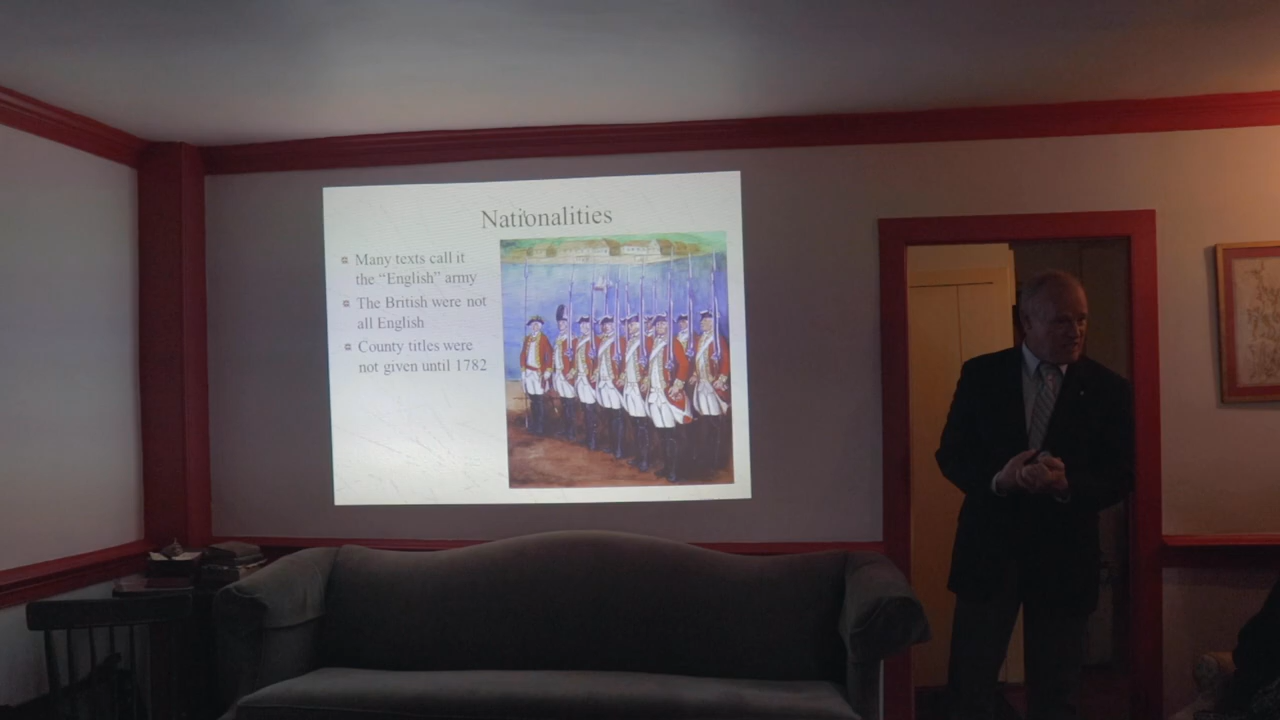 Nationalities
Many texts call it
the “English” army
The British were not
all English
County titles were
not given until 1782